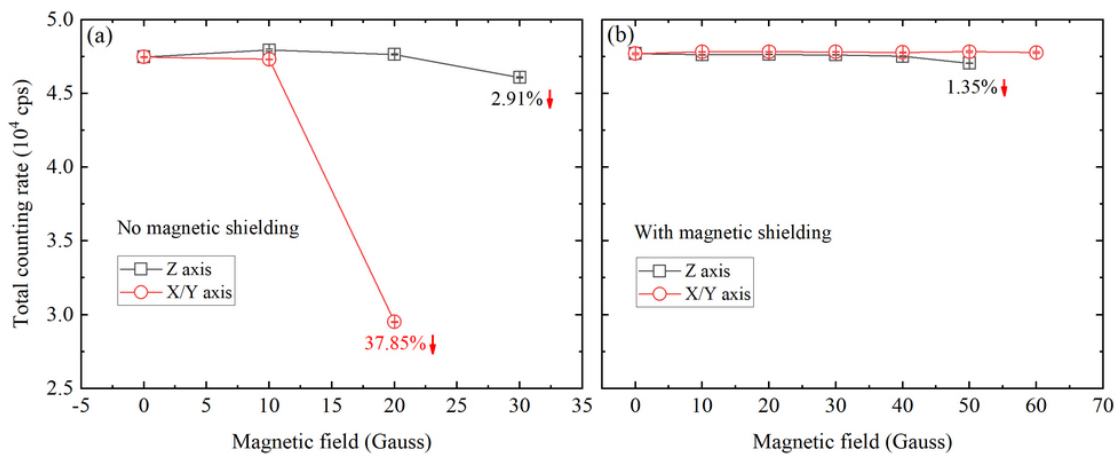 Total counting rate (10⁴ cps)
5.0
4.5
4.0
3.5
3.0
2.5
(a)
2.91%
No magnetic shielding
Z axis
X/Y axis
37.85%
-5 0 5 10 15 20 25 30 35
Magnetic field (Gauss)
(b)
1.35%
With magnetic shielding
Z axis
X/Y axis
0 10 20 30 40 50 60 70
Magnetic field (Gauss)